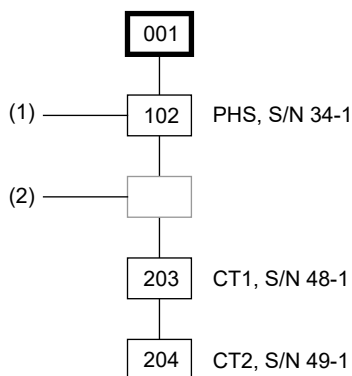 001
(1) 102 PHS, S/N 34-1
(2)
203 CT1, S/N 48-1
204 CT2, S/N 49-1